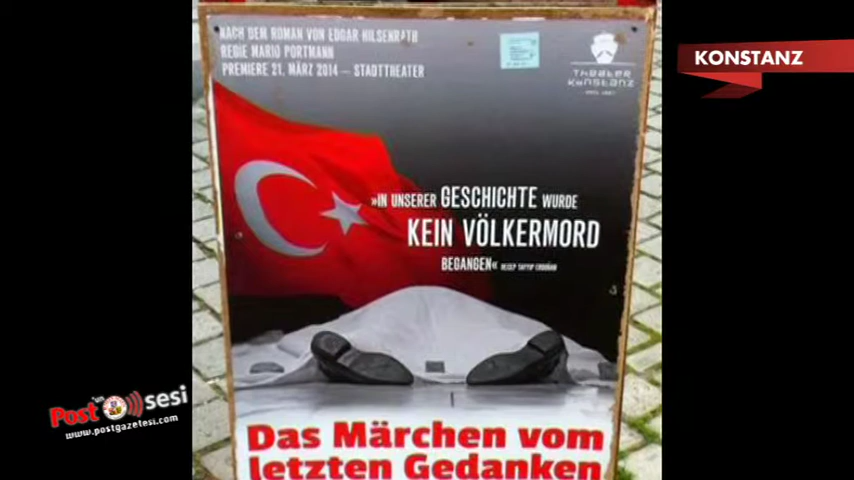 NACH DEM ROMAN VON EDGAR HILSENRATH
REGIE MARIO PORTMANN
PREMIERE 21. MÄRZ 2014 – STADTTHEATER
THEATER
KONSTANZ
KONSTANZ
»IN UNSERER GESCHICHTE WURDE
KEIN VÖLKERMORD
BEGANGEN« RECEP TAYYIP ERDOĞAN
Post sesi
www.postgazetesi.com
Das Märchen vom
letzten Gedanken